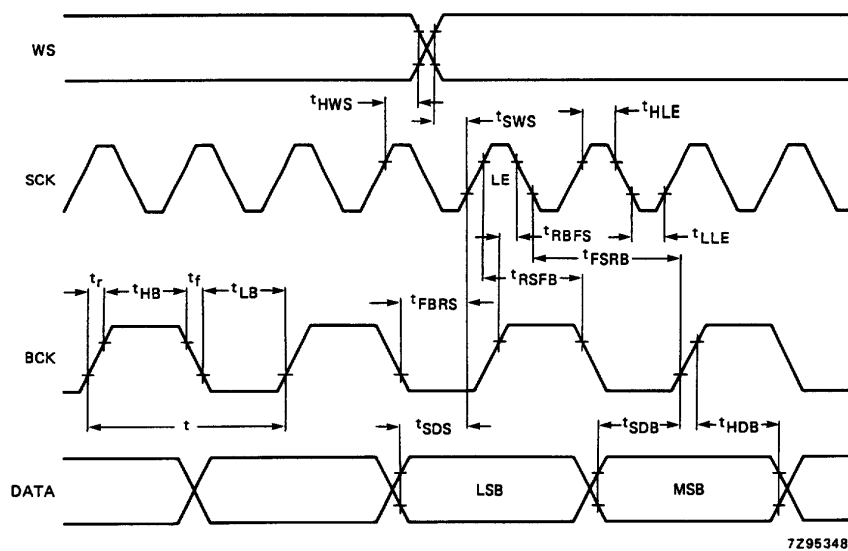 WS
tHWS
tSWS
tHLE
SCK
LE
tRBFS
tLLE
tFSRB
tRSFB
tr
tHB
tf
tLB
tFBRS
BCK
t
tSDS
tSDB
tHDB
DATA
LSB
MSB
7Z95348